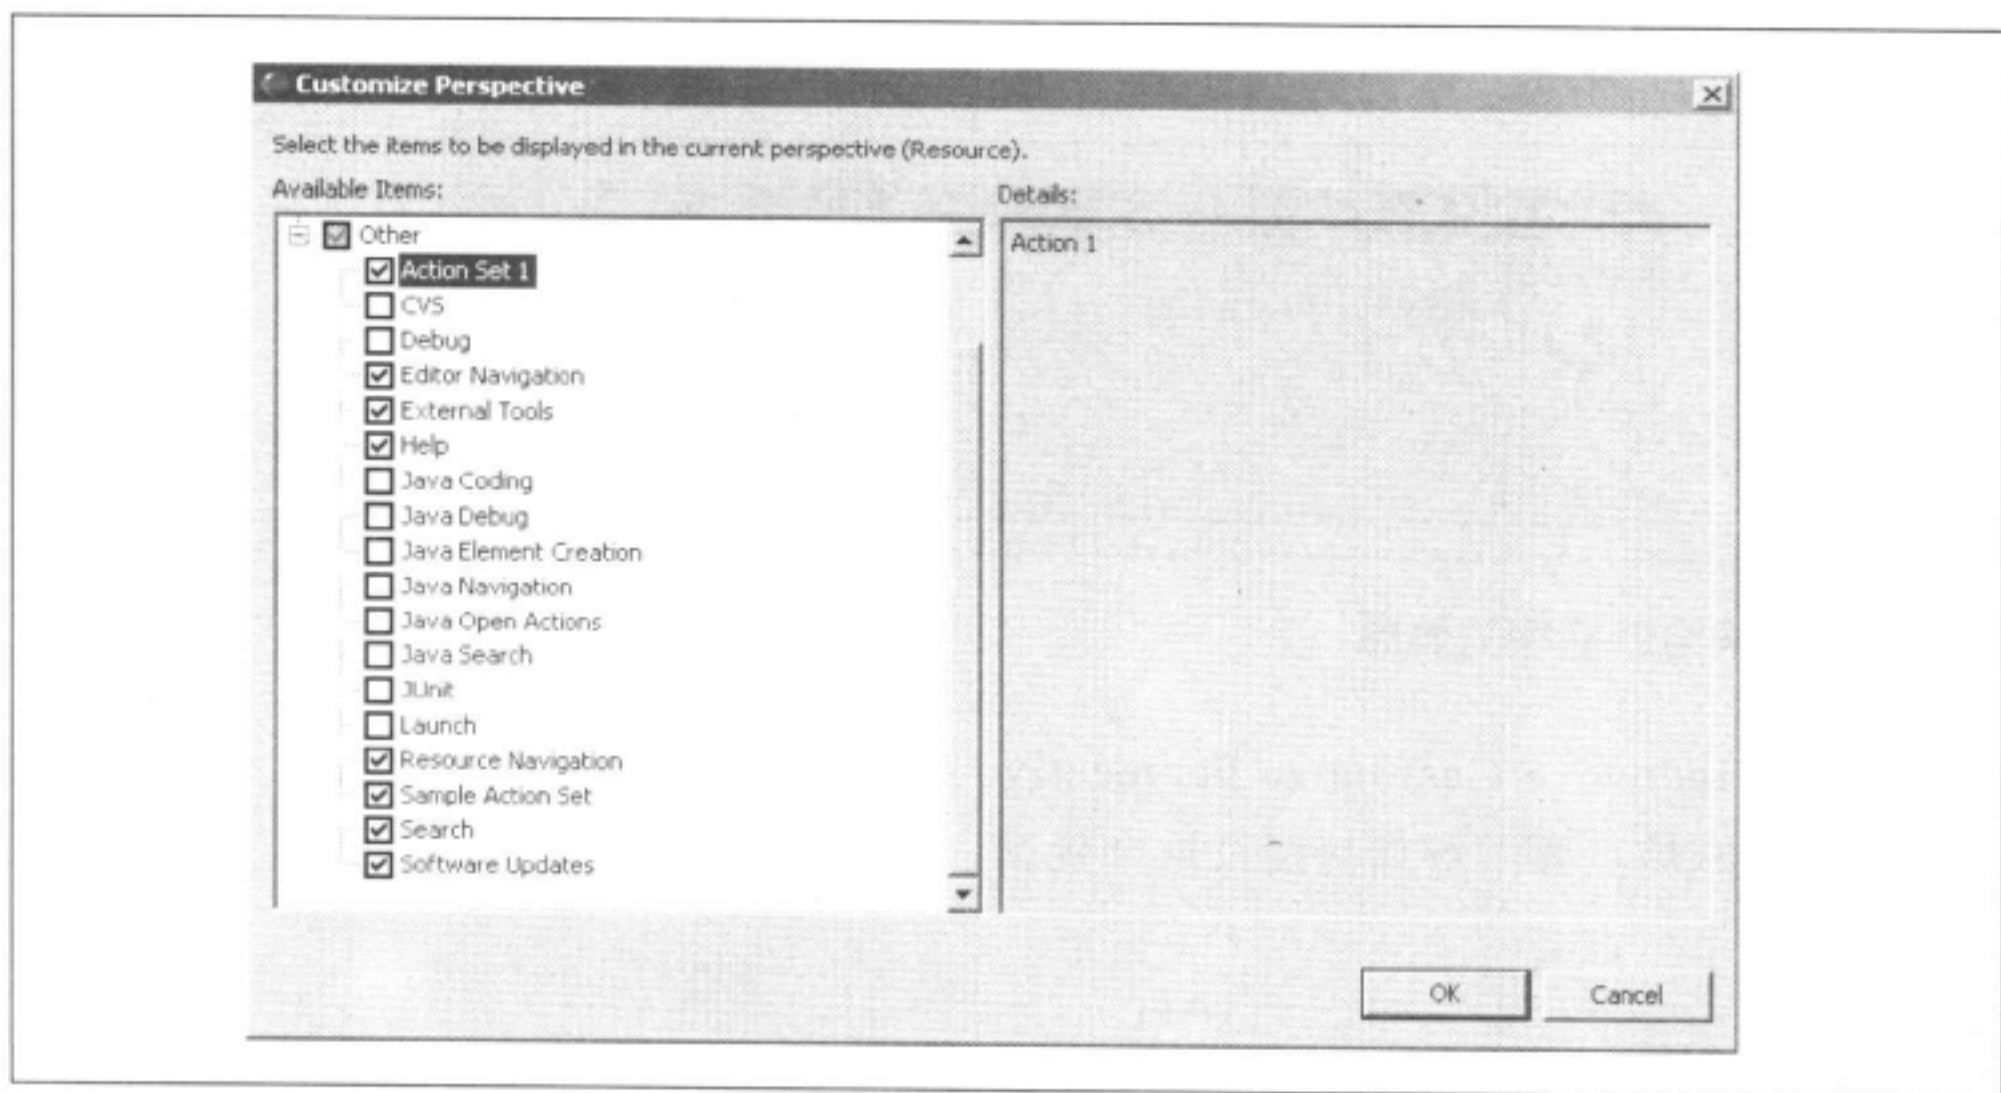 Customize Perspective
Select the items to be displayed in the current perspective (Resource).
Available Items:
Other
Action Set 1
CVS
Debug
Editor Navigation
External Tools
Help
Java Coding
Java Debug
Java Element Creation
Java Navigation
Java Open Actions
Java Search
JUnit
Launch
Resource Navigation
Sample Action Set
Search
Software Updates
Details:
Action 1
OK
Cancel